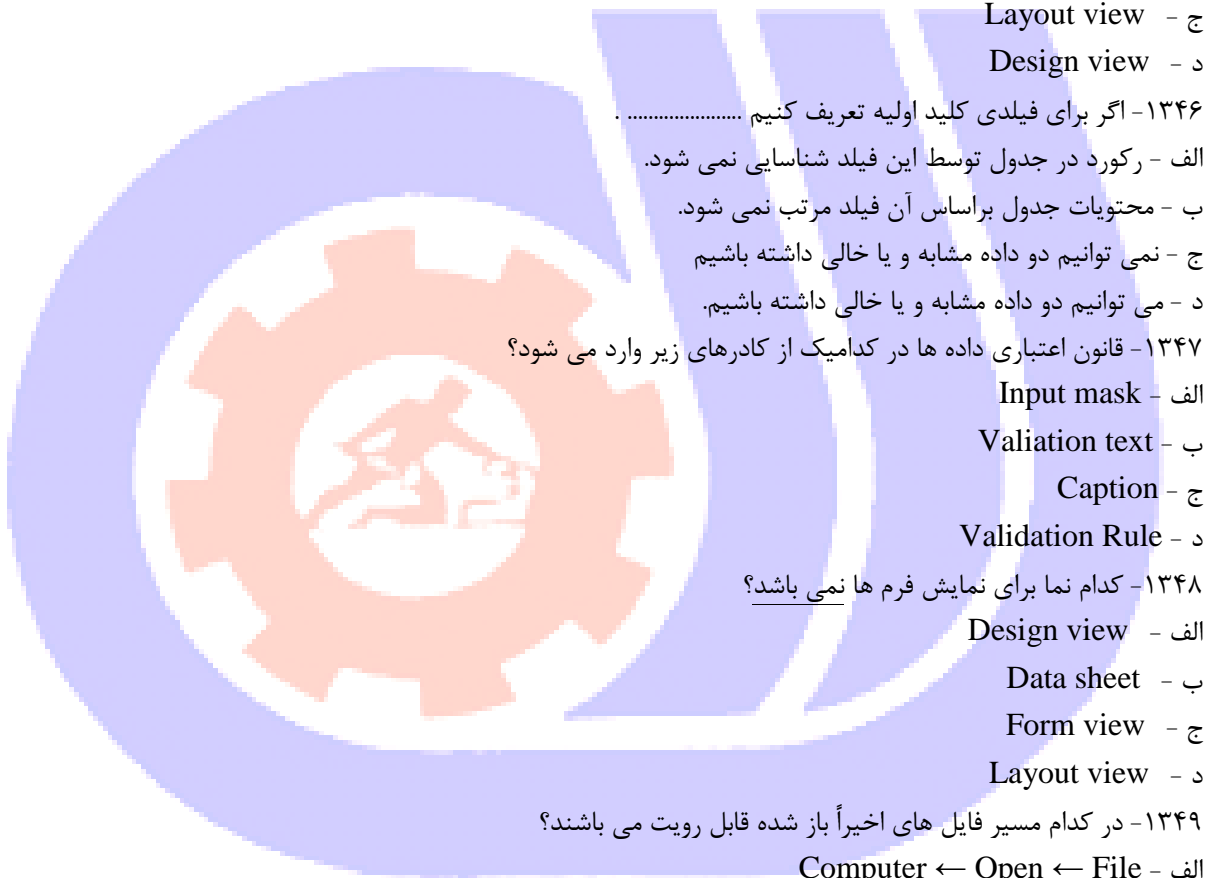 ج - Layout view
د - Design view
۱۳۴۶- اگر برای فیلدی کلید اولیه تعریف کنیم ...................... .
الف - رکورد در جدول توسط این فیلد شناسایی نمی شود.
ب - محتویات جدول براساس آن فیلد مرتب نمی شود.
ج - نمی توانیم دو داده مشابه و یا خالی داشته باشیم
د - می توانیم دو داده مشابه و یا خالی داشته باشیم.
۱۳۴۷- قانون اعتباری داده ها در کدامیک از کادرهای زیر وارد می شود؟
الف - Input mask
ب - Valiation text
ج - Caption
د - Validation Rule
۱۳۴۸- کدام نما برای نمایش فرم ها نمی باشد؟
الف - Design view
ب - Data sheet
ج - Form view
د - Layout view
۱۳۴۹- در کدام مسیر فایل های اخیراً باز شده قابل رویت می باشند؟
الف - Computer ← Open ← File